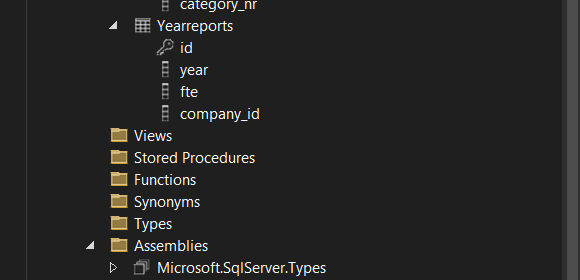 category_nr
Yearreports
id
year
fte
company_id
Views
Stored Procedures
Functions
Synonyms
Types
Assemblies
Microsoft.SqlServer.Types